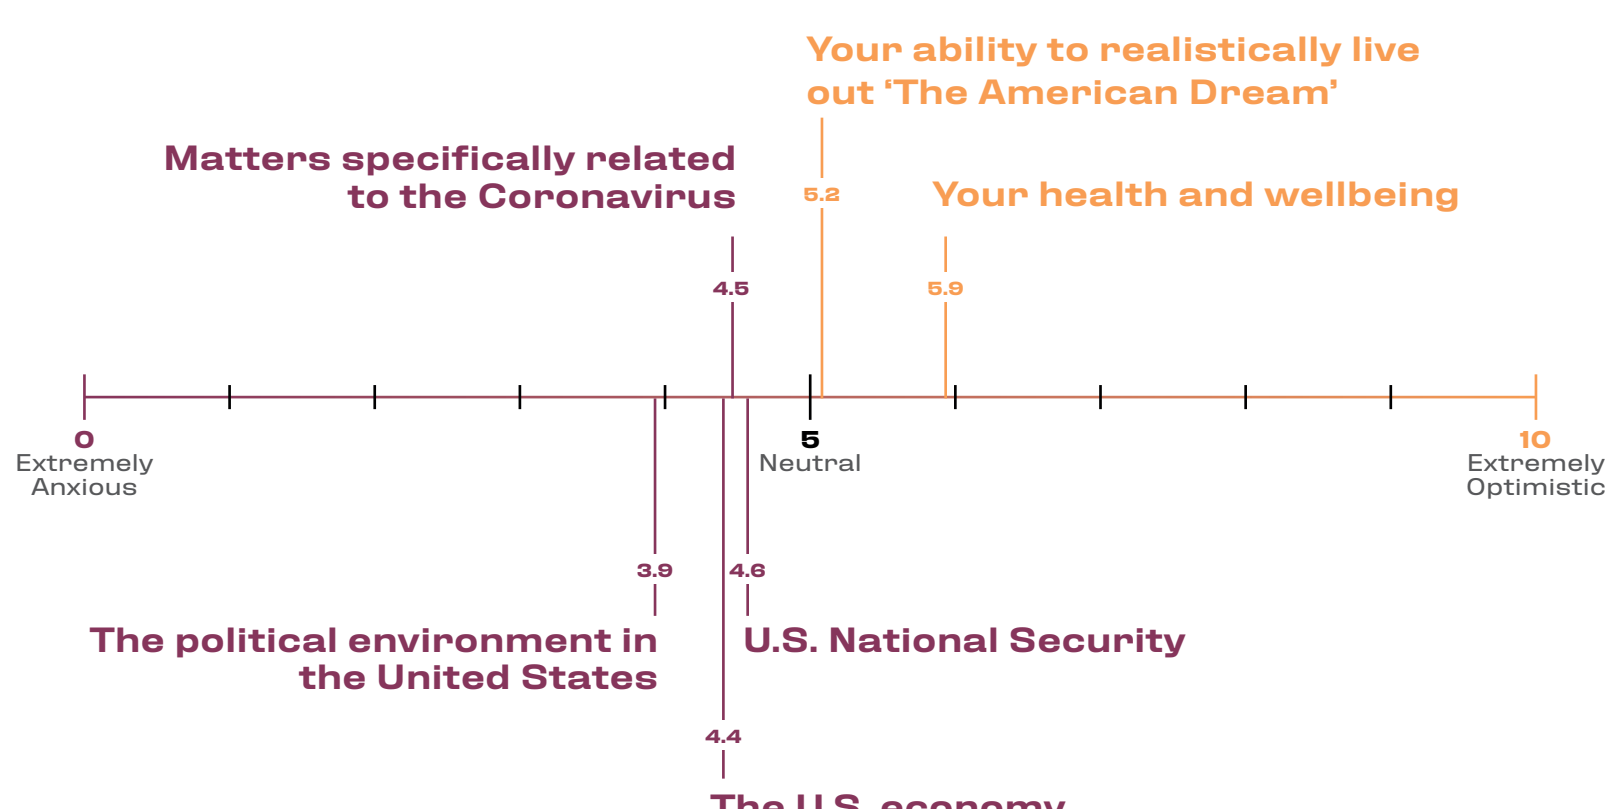 Your ability to realistically live
out ‘The American Dream’
Matters specifically related
to the Coronavirus
5.2
Your health and wellbeing
4.5
5.9
0
Extremely
Anxious
5
Neutral
10
Extremely
Optimistic
3.9
4.6
The political environment in
the United States
U.S. National Security
4.4
The U.S. economy